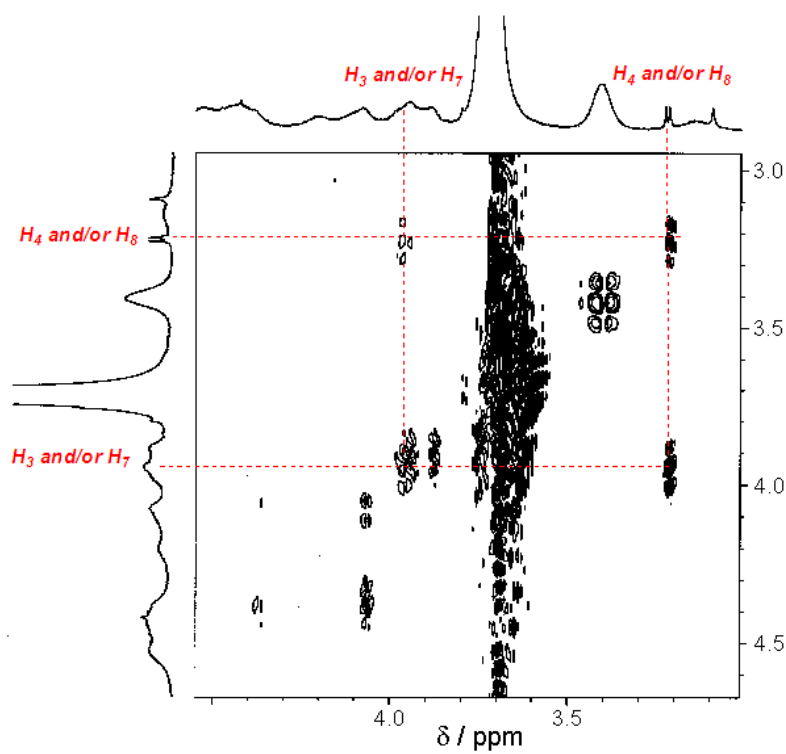 H3 and/or H7
H4 and/or H8
3.0
H4 and/or H8
3.5
H3 and/or H7
4.0
4.5
4.0
3.5
δ / ppm